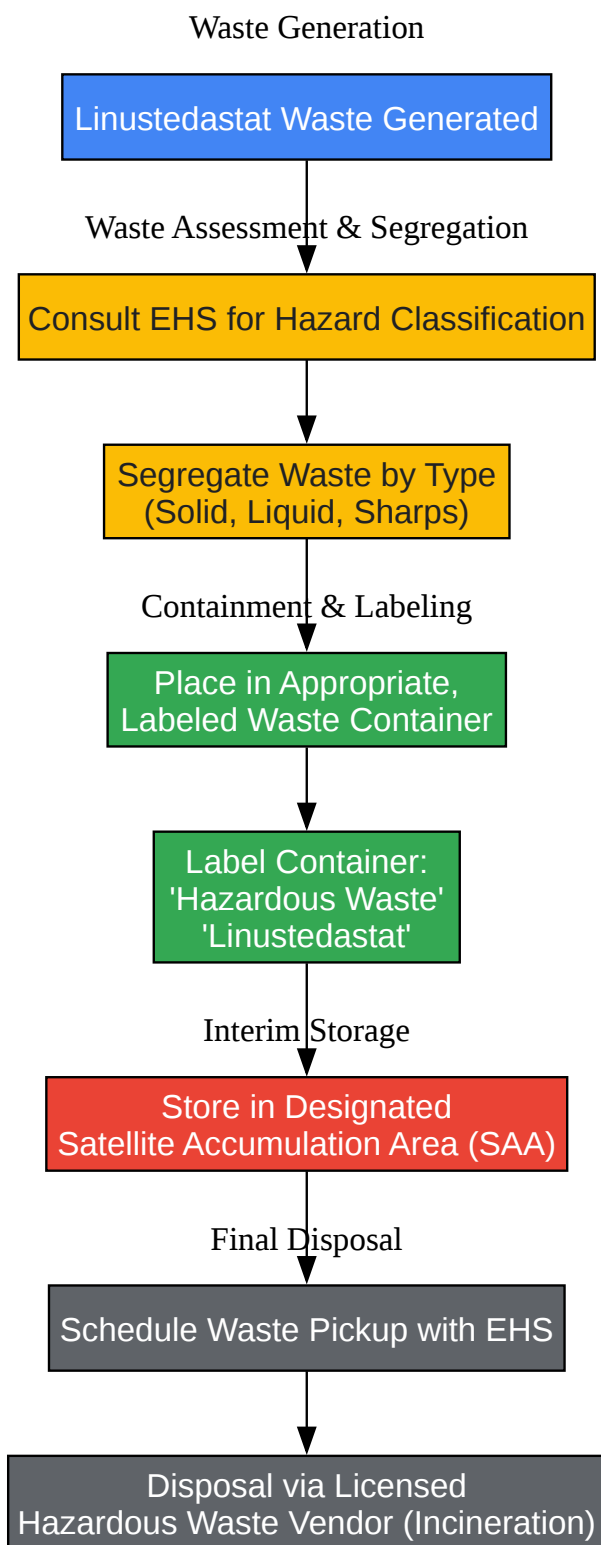 Waste Generation
Linustedastat Waste Generated
Waste Assessment & Segregation
Consult EHS for Hazard Classification
Segregate Waste by Type
(Solid, Liquid, Sharps)
Containment & Labeling
Place in Appropriate,
Labeled Waste Container
Label Container:
'Hazardous Waste'
'Linustedastat'
Interim Storage
Store in Designated
Satellite Accumulation Area (SAA)
Final Disposal
Schedule Waste Pickup with EHS
Disposal via Licensed
Hazardous Waste Vendor (Incineration)